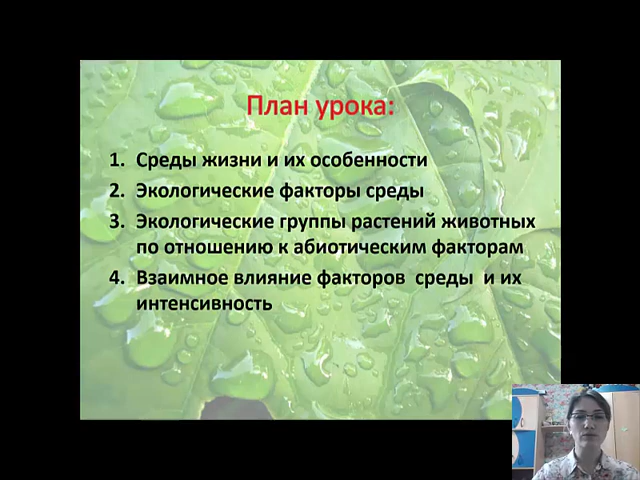 План урока:
1. Среды жизни и их особенности
2. Экологические факторы среды
3. Экологические группы растений животных
по отношению к абиотическим факторам
4. Взаимное влияние факторов  среды  и их
интенсивность